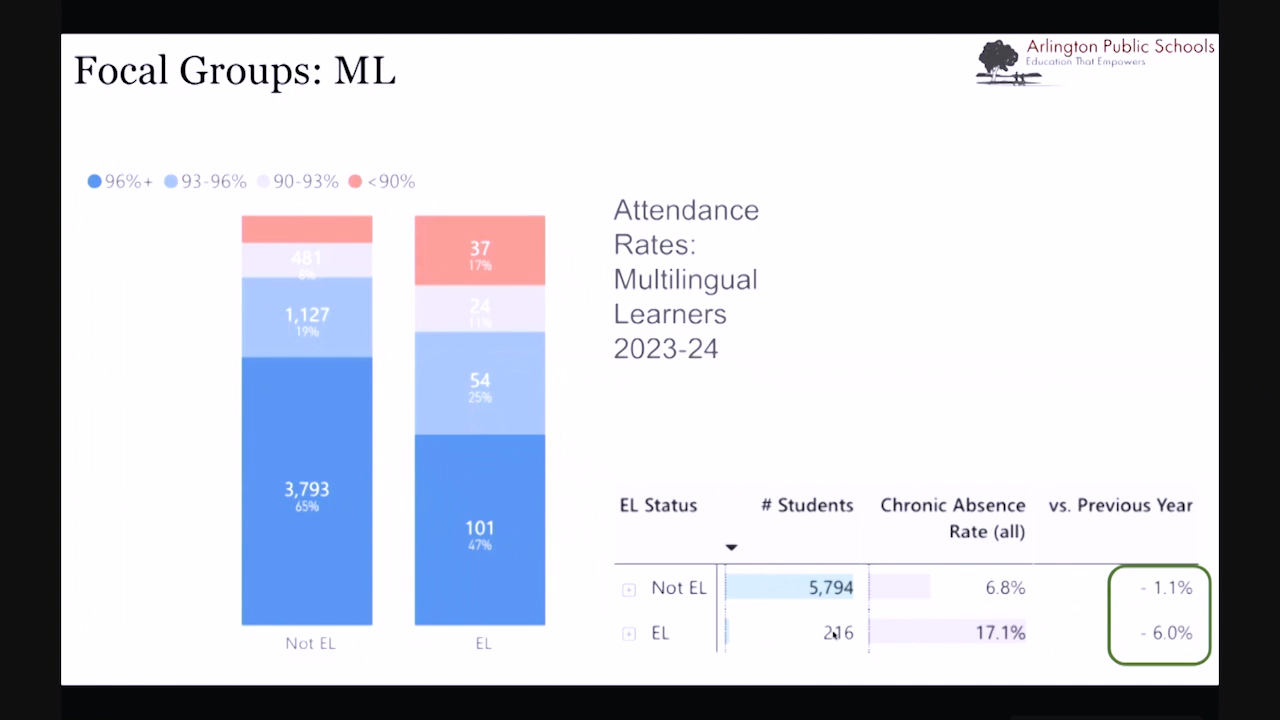 Focal Groups: ML
Arlington Public Schools
Education That Empowers
96%+ 93-96% 90-93% <90%
481
8%
1,127
19%
3,793
65%
Not EL
37
17%
24
11%
54
25%
101
47%
EL
Attendance
Rates:
Multilingual
Learners
2023-24
EL Status # Students Chronic Absence Rate (all) vs. Previous Year
Not EL 5,794 6.8% - 1.1%
EL 216 17.1% - 6.0%